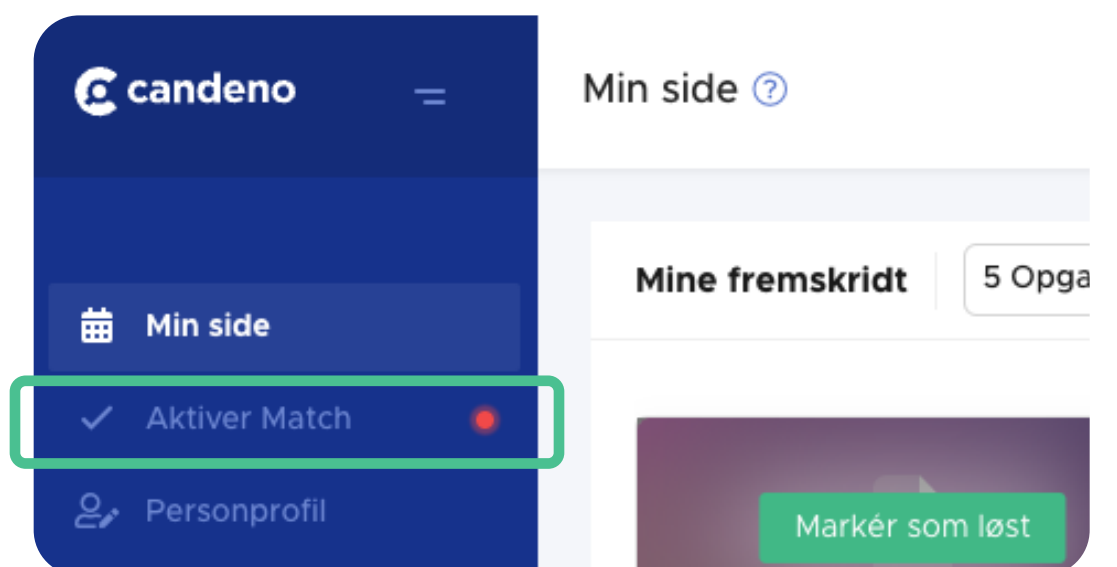 candeno
Min side
Aktiver Match
Personprofil
Min side ?
Mine fremskridt
5 Opga
Markér som løst